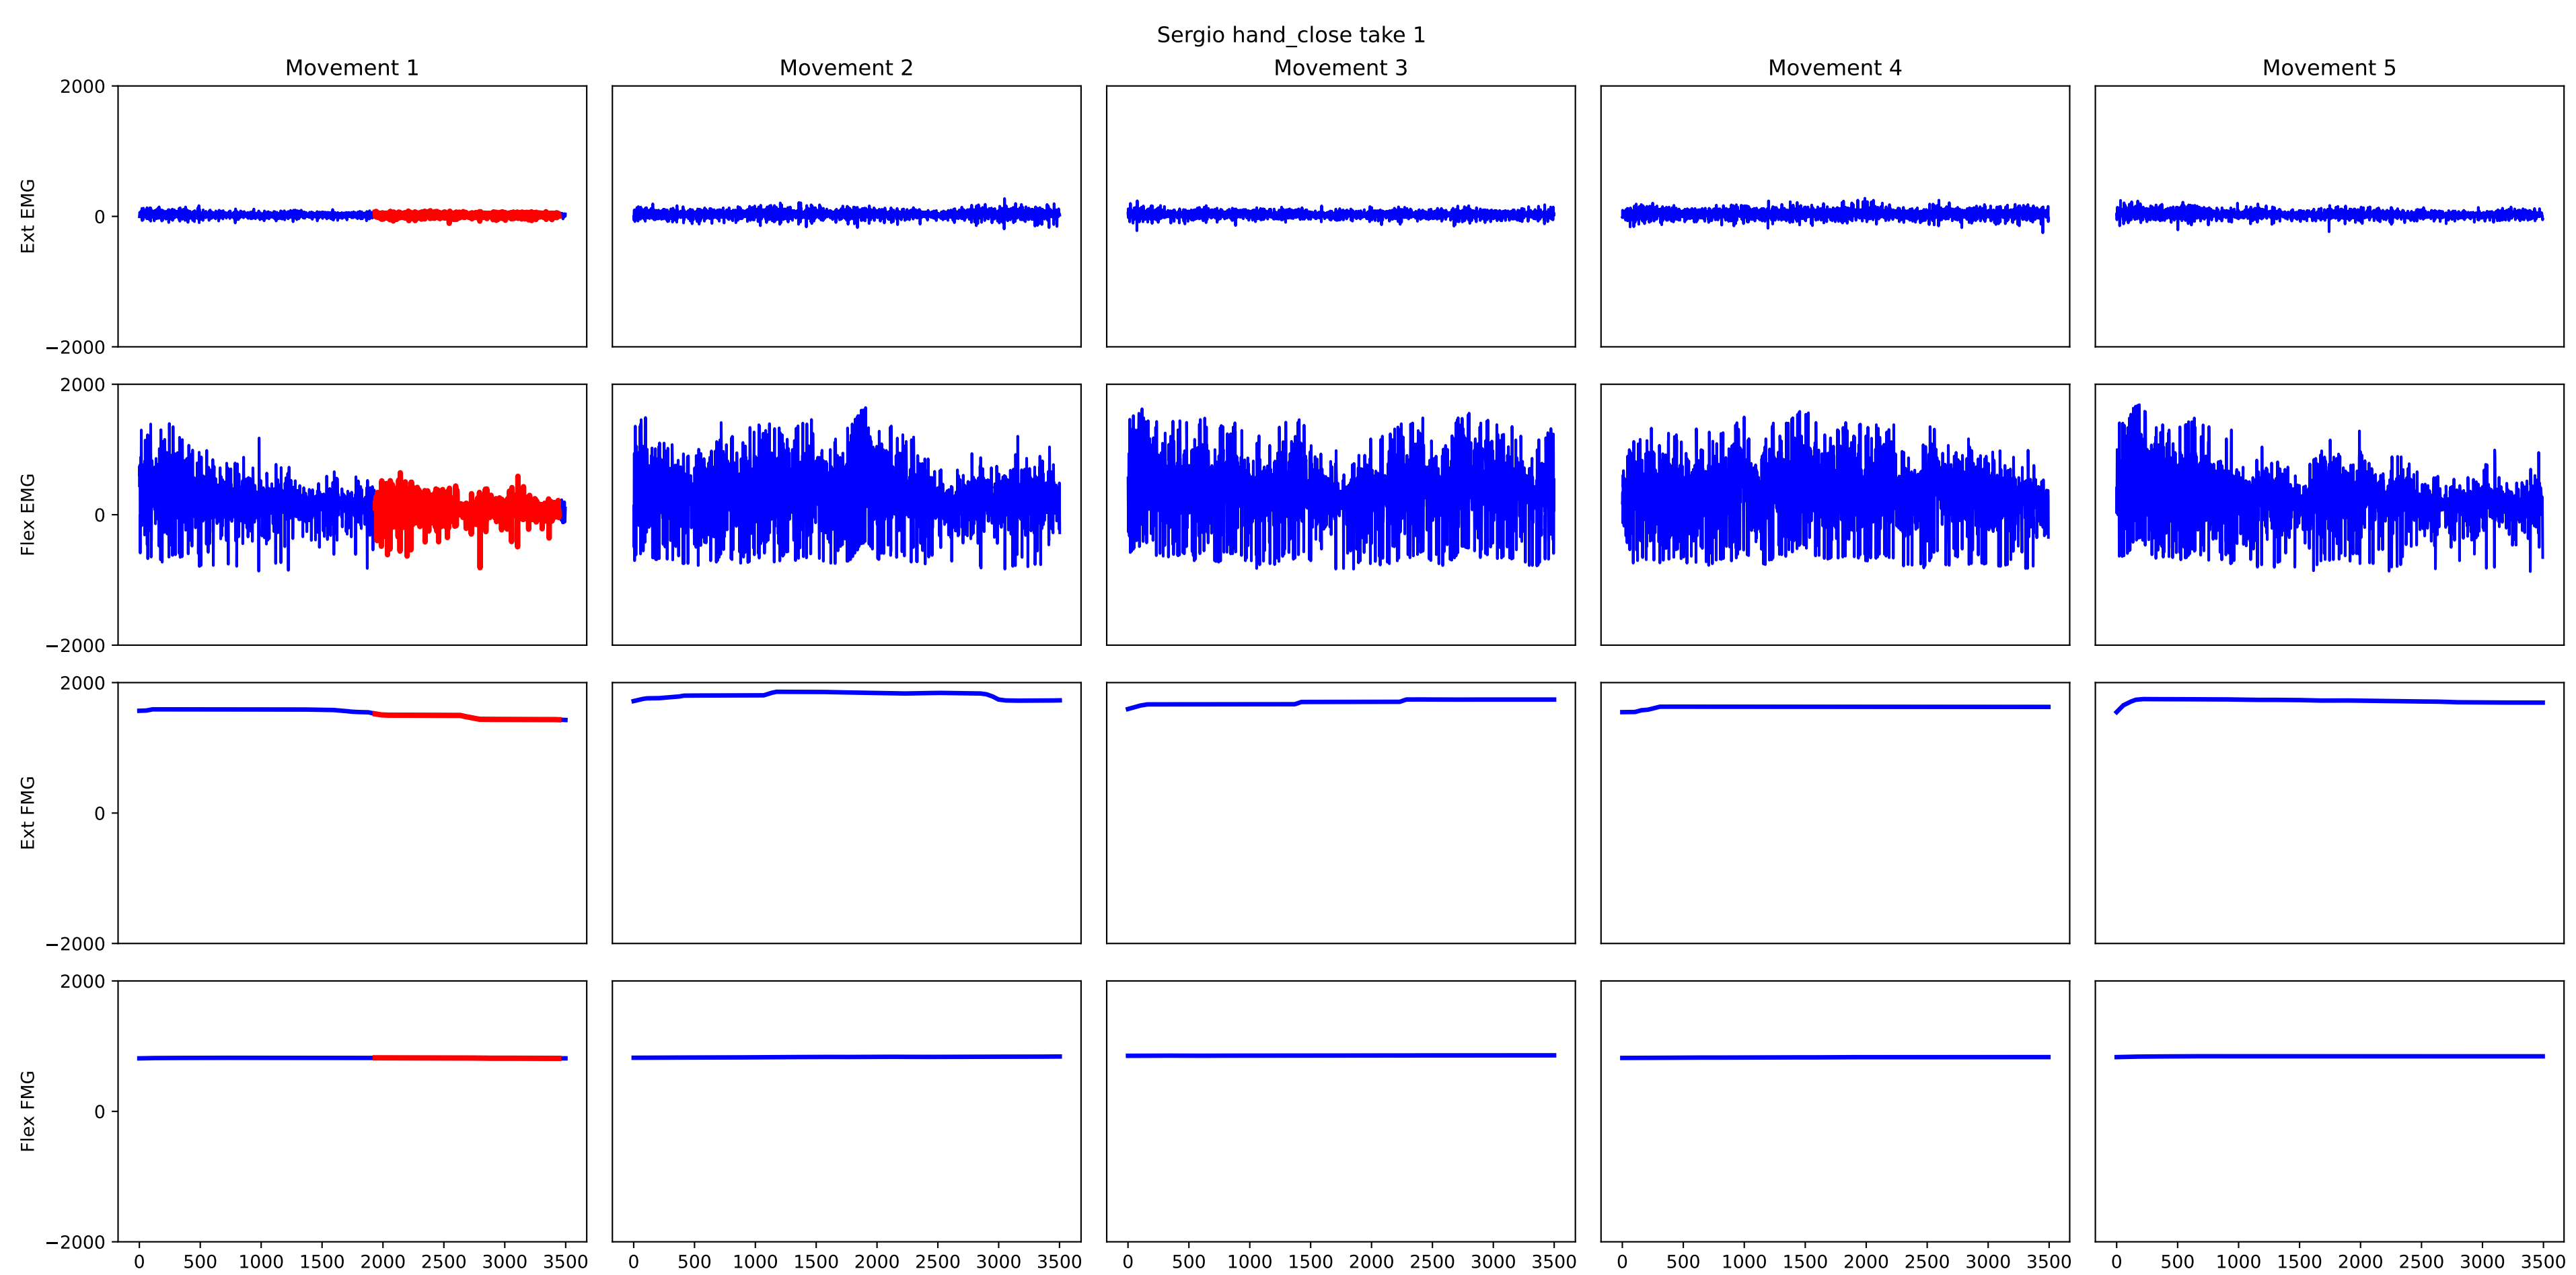 Sergio hand_close take 1
Movement 1 Movement 2 Movement 3 Movement 4 Movement 5
2000
0
−2000
Ext EMG
2000
0
−2000
Flex EMG
2000
0
−2000
Ext FMG
2000
0
−2000
Flex FMG
0 500 1000 1500 2000 2500 3000 3500 0 500 1000 1500 2000 2500 3000 3500 0 500 1000 1500 2000 2500 3000 3500 0 500 1000 1500 2000 2500 3000 3500 0 500 1000 1500 2000 2500 3000 3500